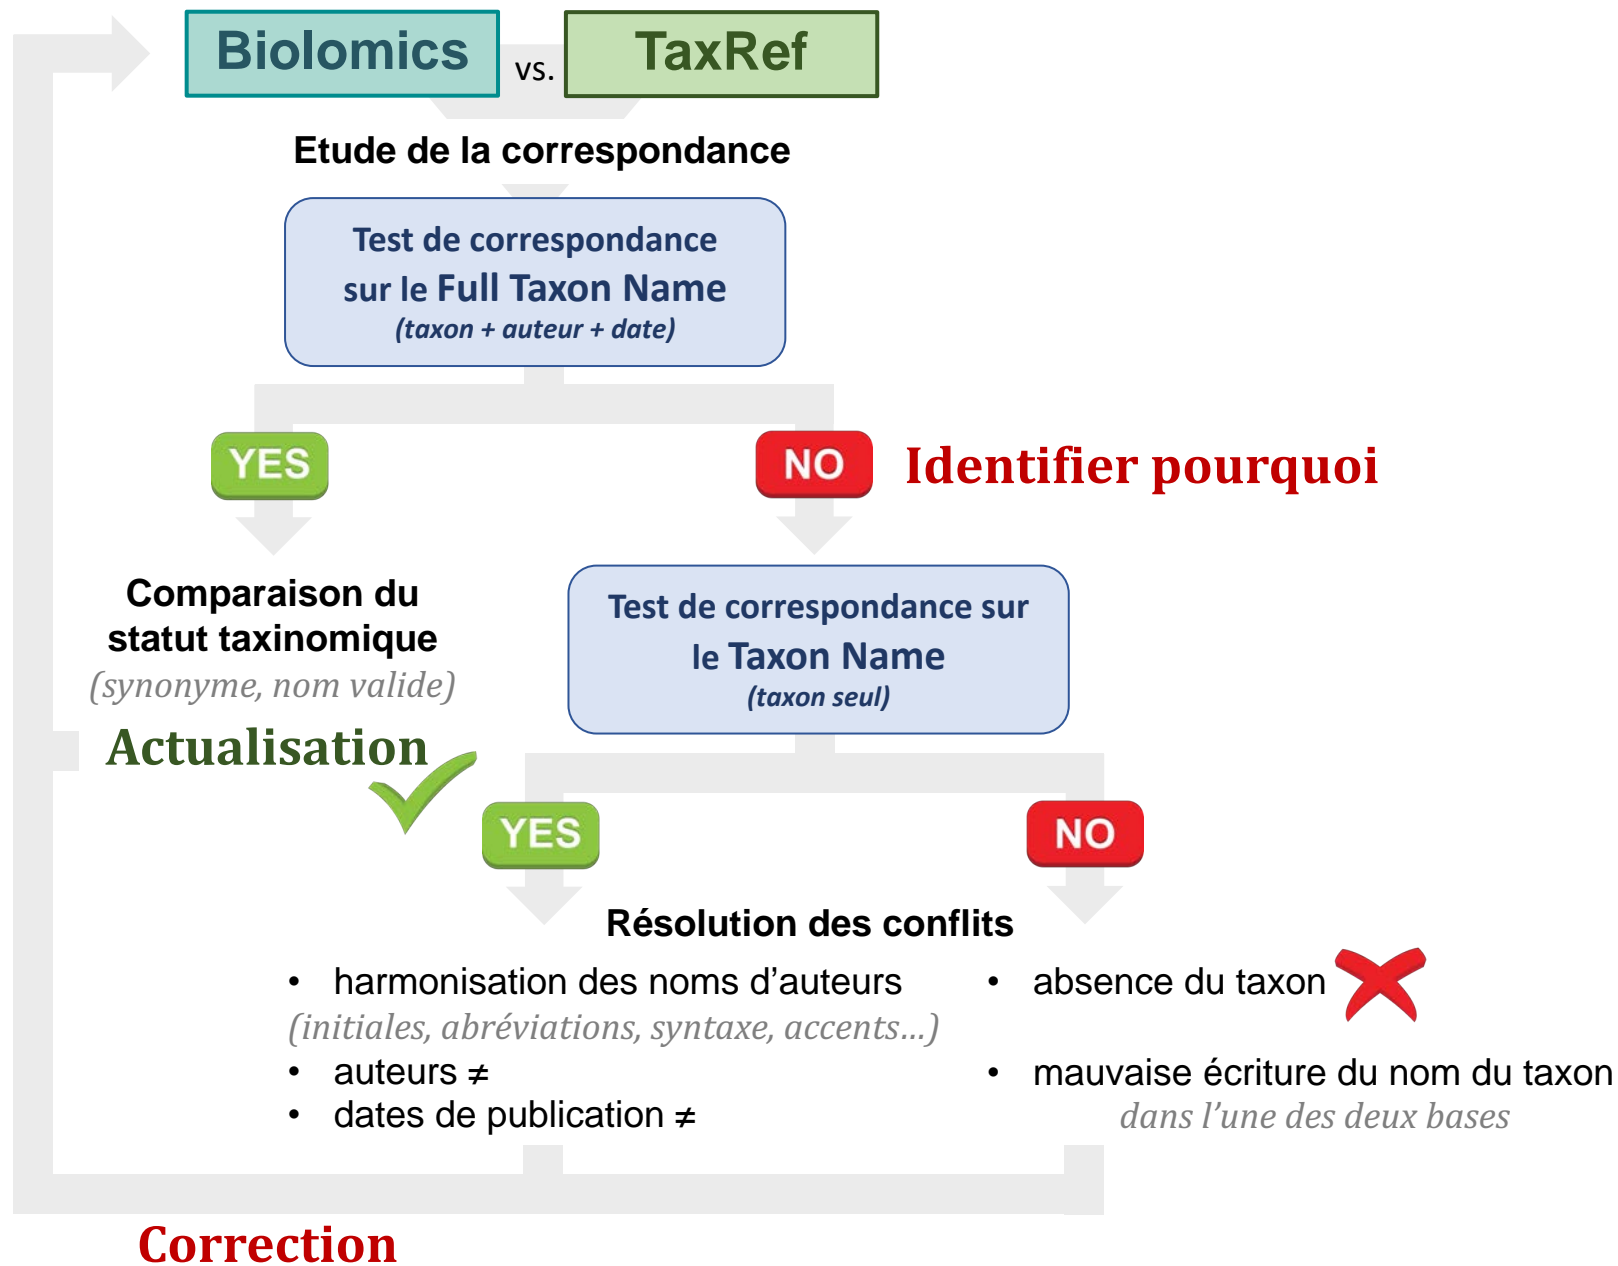 Biolomics
vs.
TaxRef
Etude de la correspondance
Test de correspondance
sur le Full Taxon Name
(taxon + auteur + date)
YES
NO
Identifier pourquoi
Comparaison du
statut taxinomique
(synonyme, nom valide)
Actualisation
Test de correspondance sur
le Taxon Name
(taxon seul)
YES
NO
Résolution des conflits
• harmonisation des noms d’auteurs
(initiales, abréviations, syntaxe, accents…)
• auteurs ≠
• dates de publication ≠
• absence du taxon
• mauvaise écriture du nom du taxon
dans l’une des deux bases
Correction